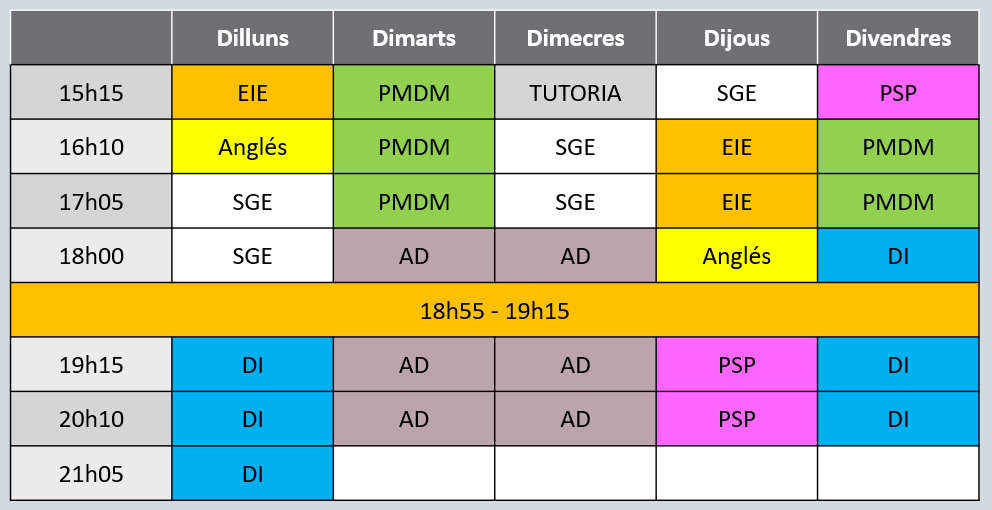 Dilluns Dimarts Dimecres Dijous Divendres
15h15 EIE PMDM TUTORIA SGE PSP
16h10 Anglés PMDM SGE EIE PMDM
17h05 SGE PMDM SGE EIE PMDM
18h00 SGE AD AD Anglés DI
18h55 - 19h15
19h15 DI AD AD PSP DI
20h10 DI AD AD PSP DI
21h05 DI